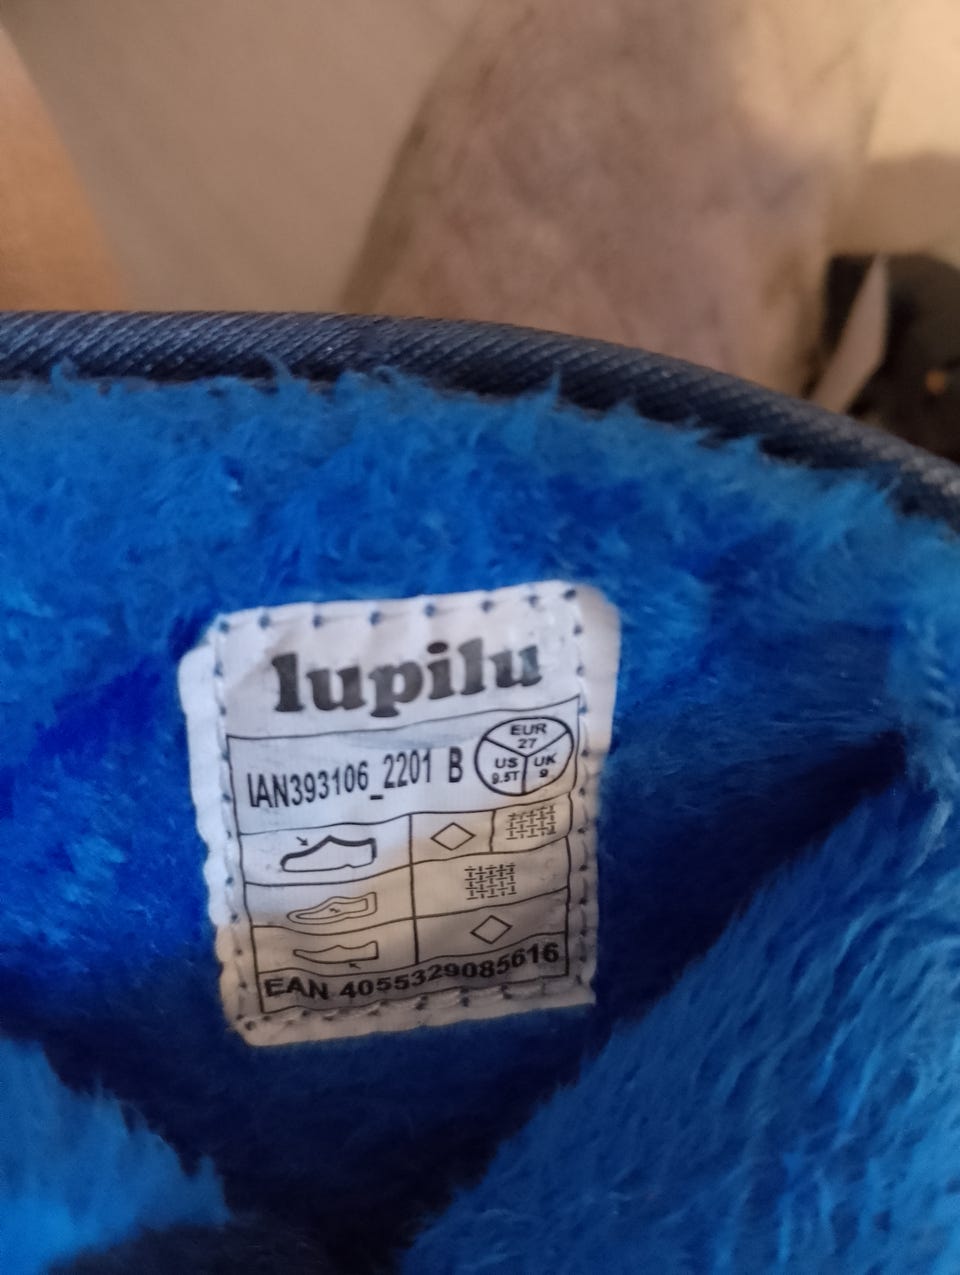 lupilu
IAN393106_2201 B
EUR
27
US
9.5T
UK
9
EAN 4055329085616